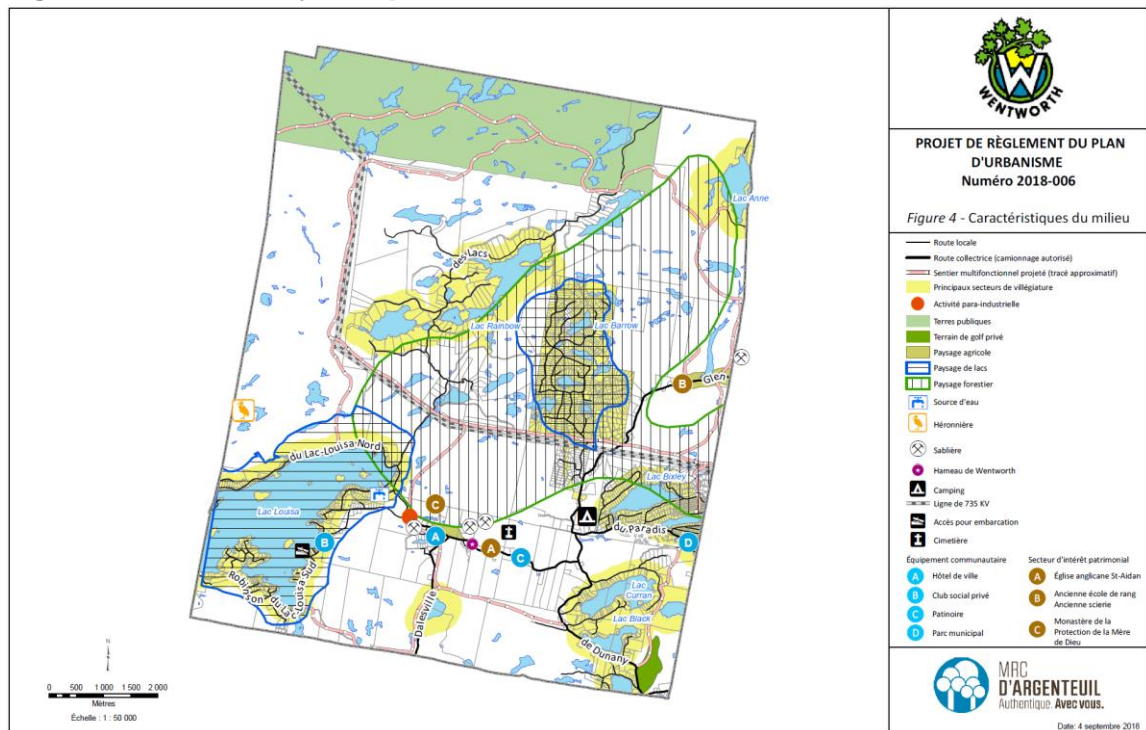 WENTWORTH
PROJET DE RÈGLEMENT DU PLAN
D'URBANISME
Numéro 2018-006
Figure 4 - Caractéristiques du milieu
Route locale
Route collectrice (camionnage autorisé)
Sentier multifonctionnel projeté (tracé approximatif)
Principaux secteurs de villégiature
Activité para-industrielle
Terres publiques
Terrain de golf privé
Paysage agricole
Paysage de lacs
Paysage forestier
Source d'eau
Héronnière
Sablière
Hameau de Wentworth
Camping
Ligne de 735 KV
Accès pour embarcation
Cimetière
Équipement communautaire
A Hôtel de ville
B Club social privé
C Patinoire
D Parc municipal
Secteur d'intérêt patrimonial
A Église anglicane St-Aidan
B Ancienne école de rang
Ancienne scierie
C Monastère de la
Protection de la Mère
de Dieu
MRC
D'ARGENTEUIL
Authentique. Avec vous.
Date: 4 septembre 2018
Lac Anne
des Lacs
Lac Rainbow
Lac Barrow
B
Glen
du Lac-Louisa-Nord
Lac Bixley
Lac Louisa
C
B
A
A
C
du Paradis
D
Robinson
du Lac-Louisa-Sud
Dalesville
Lac
Curran
Lac Black
de Dunany
N
0 500 1 000 1 500 2 000
Mètres
Échelle : 1 : 50 000